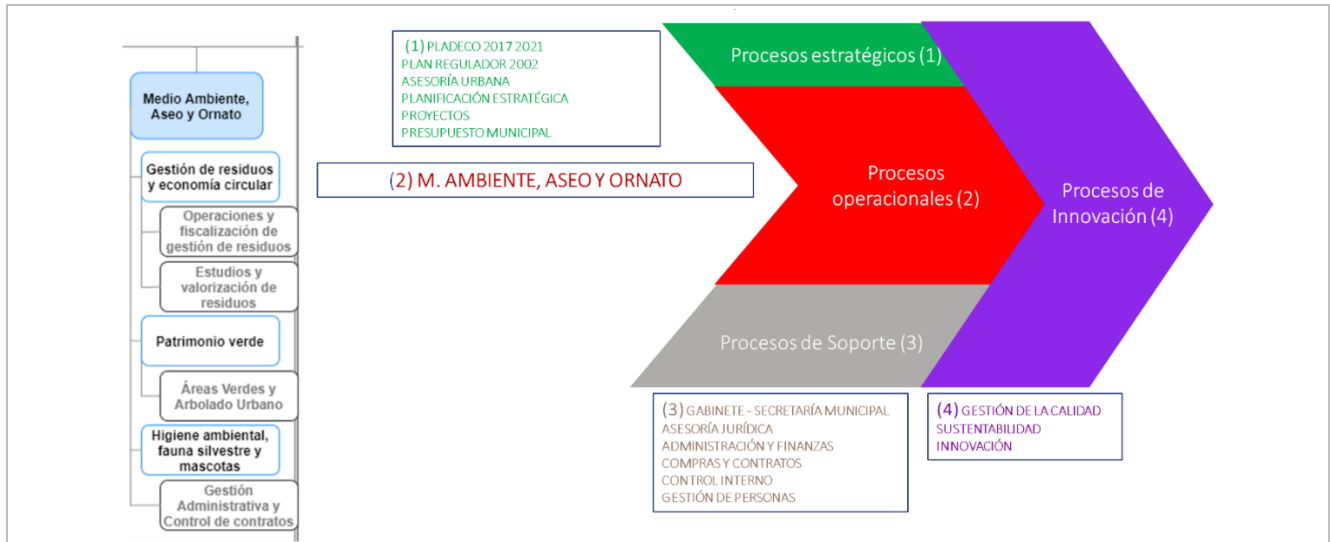 Medio Ambiente,
Aseo y Ornato
Gestión de residuos
y economía circular
Operaciones y
fiscalización de
gestión de residuos
Estudios y
valorización de
residuos
Patrimonio verde
Áreas Verdes y
Arbolado Urbano
Higiene ambiental,
fauna silvestre y
mascotas
Gestión
Administrativa y
Control de contratos
(1) PLADECO 2017 2021
PLAN REGULADOR 2002
ASESORÍA URBANA
PLANIFICACIÓN ESTRATÉGICA
PROYECTOS
PRESUPUESTO MUNICIPAL
(2) M. AMBIENTE, ASEO Y ORNATO
Procesos estratégicos (1)
Procesos
operacionales (2)
Procesos de Soporte (3)
Procesos de
Innovación (4)
(3) GABINETE - SECRETARÍA MUNICIPAL
ASESORÍA JURÍDICA
ADMINISTRACIÓN Y FINANZAS
COMPRAS Y CONTRATOS
CONTROL INTERNO
GESTIÓN DE PERSONAS
(4) GESTIÓN DE LA CALIDAD
SUSTENTABILIDAD
INNOVACIÓN